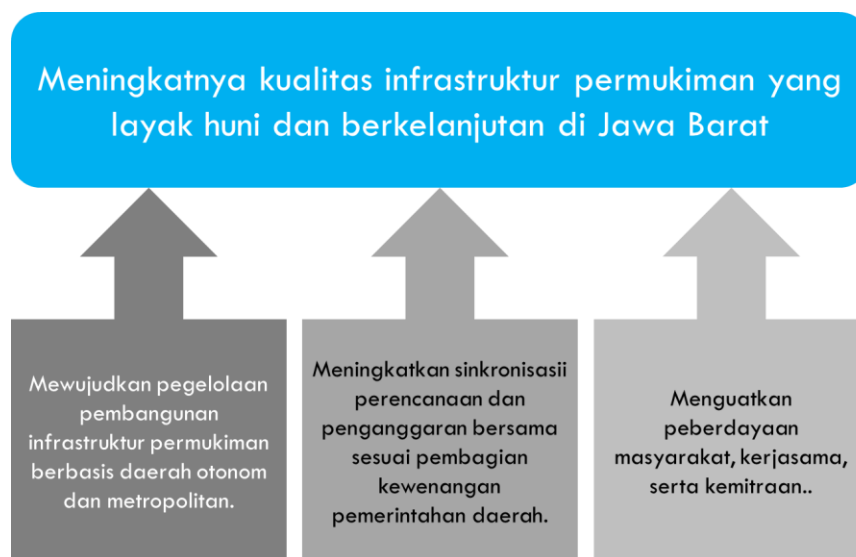 Meningkatnya kualitas infrastruktur permukiman yang
layak huni dan berkelanjutan di Jawa Barat
Mewujudkan pegelolaan
pembangunan
infrastruktur permukiman
berbasis daerah otonom
dan metropolitan.
Meningkatkan sinkronisasii
perencanaan dan
penganggaran bersama
sesuai pembagian
kewenangan
pemerintahan daerah.
Menguatkan
peberdayaan
masyarakat, kerjasama,
serta kemitraan..